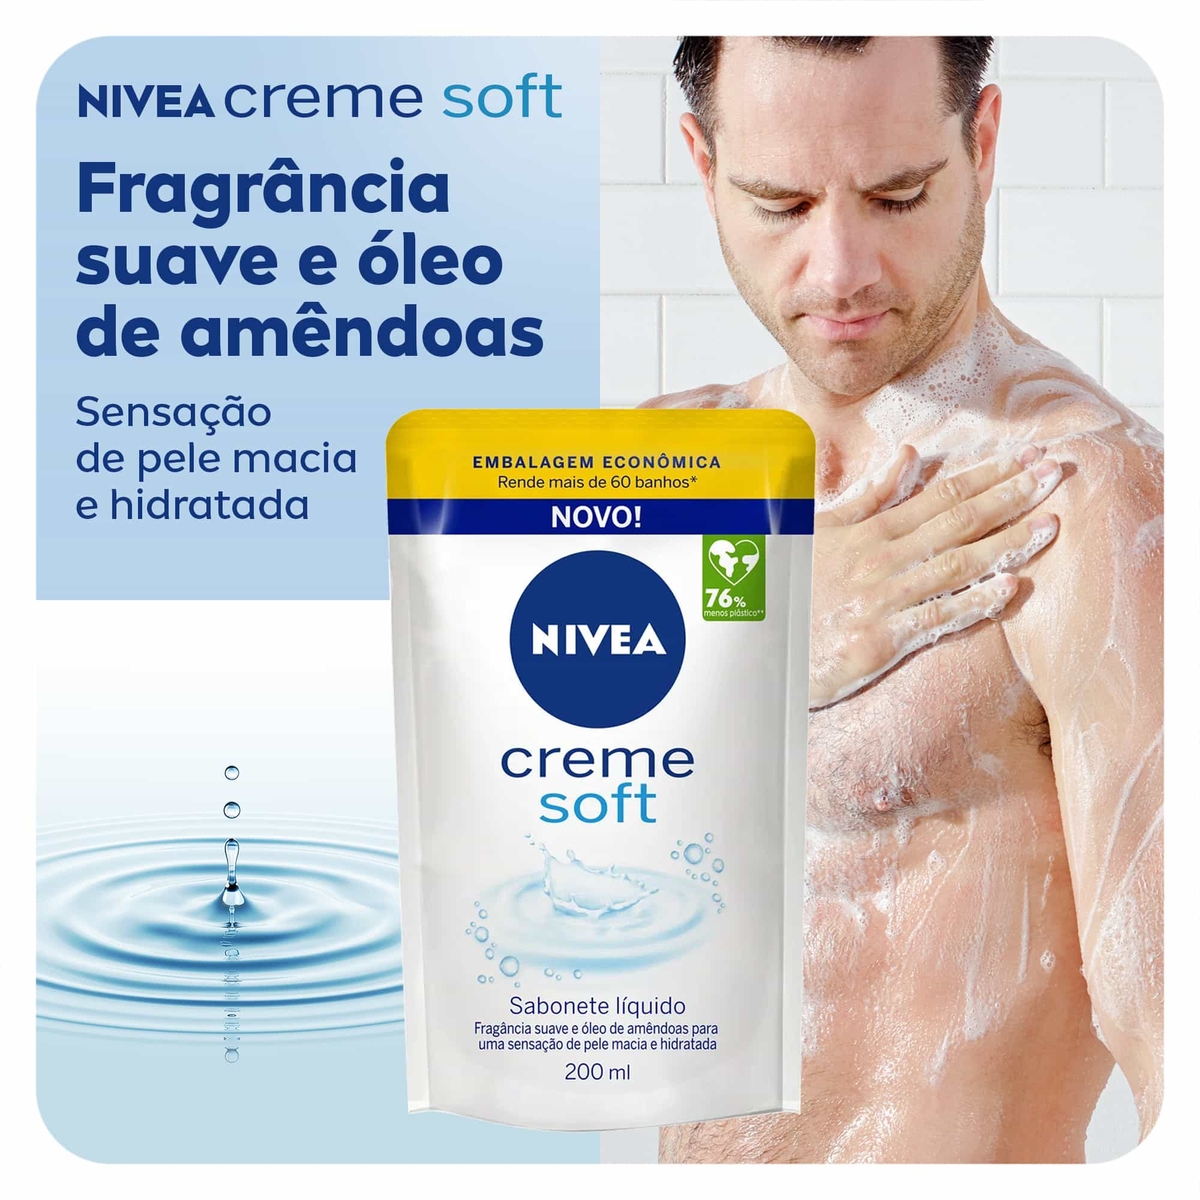 NIVEA creme soft
Fragrância
suave e óleo
de amêndoas
Sensação
de pele macia
e hidratada
EMBALAGEM ECONÔMICA
Rende mais de 60 banhos*
NOVO!
76%
menos plástico**
NIVEA
creme
soft
Sabonete líquido
Fragância suave e óleo de amêndoas para
uma sensação de pele macia e hidratada
200 ml